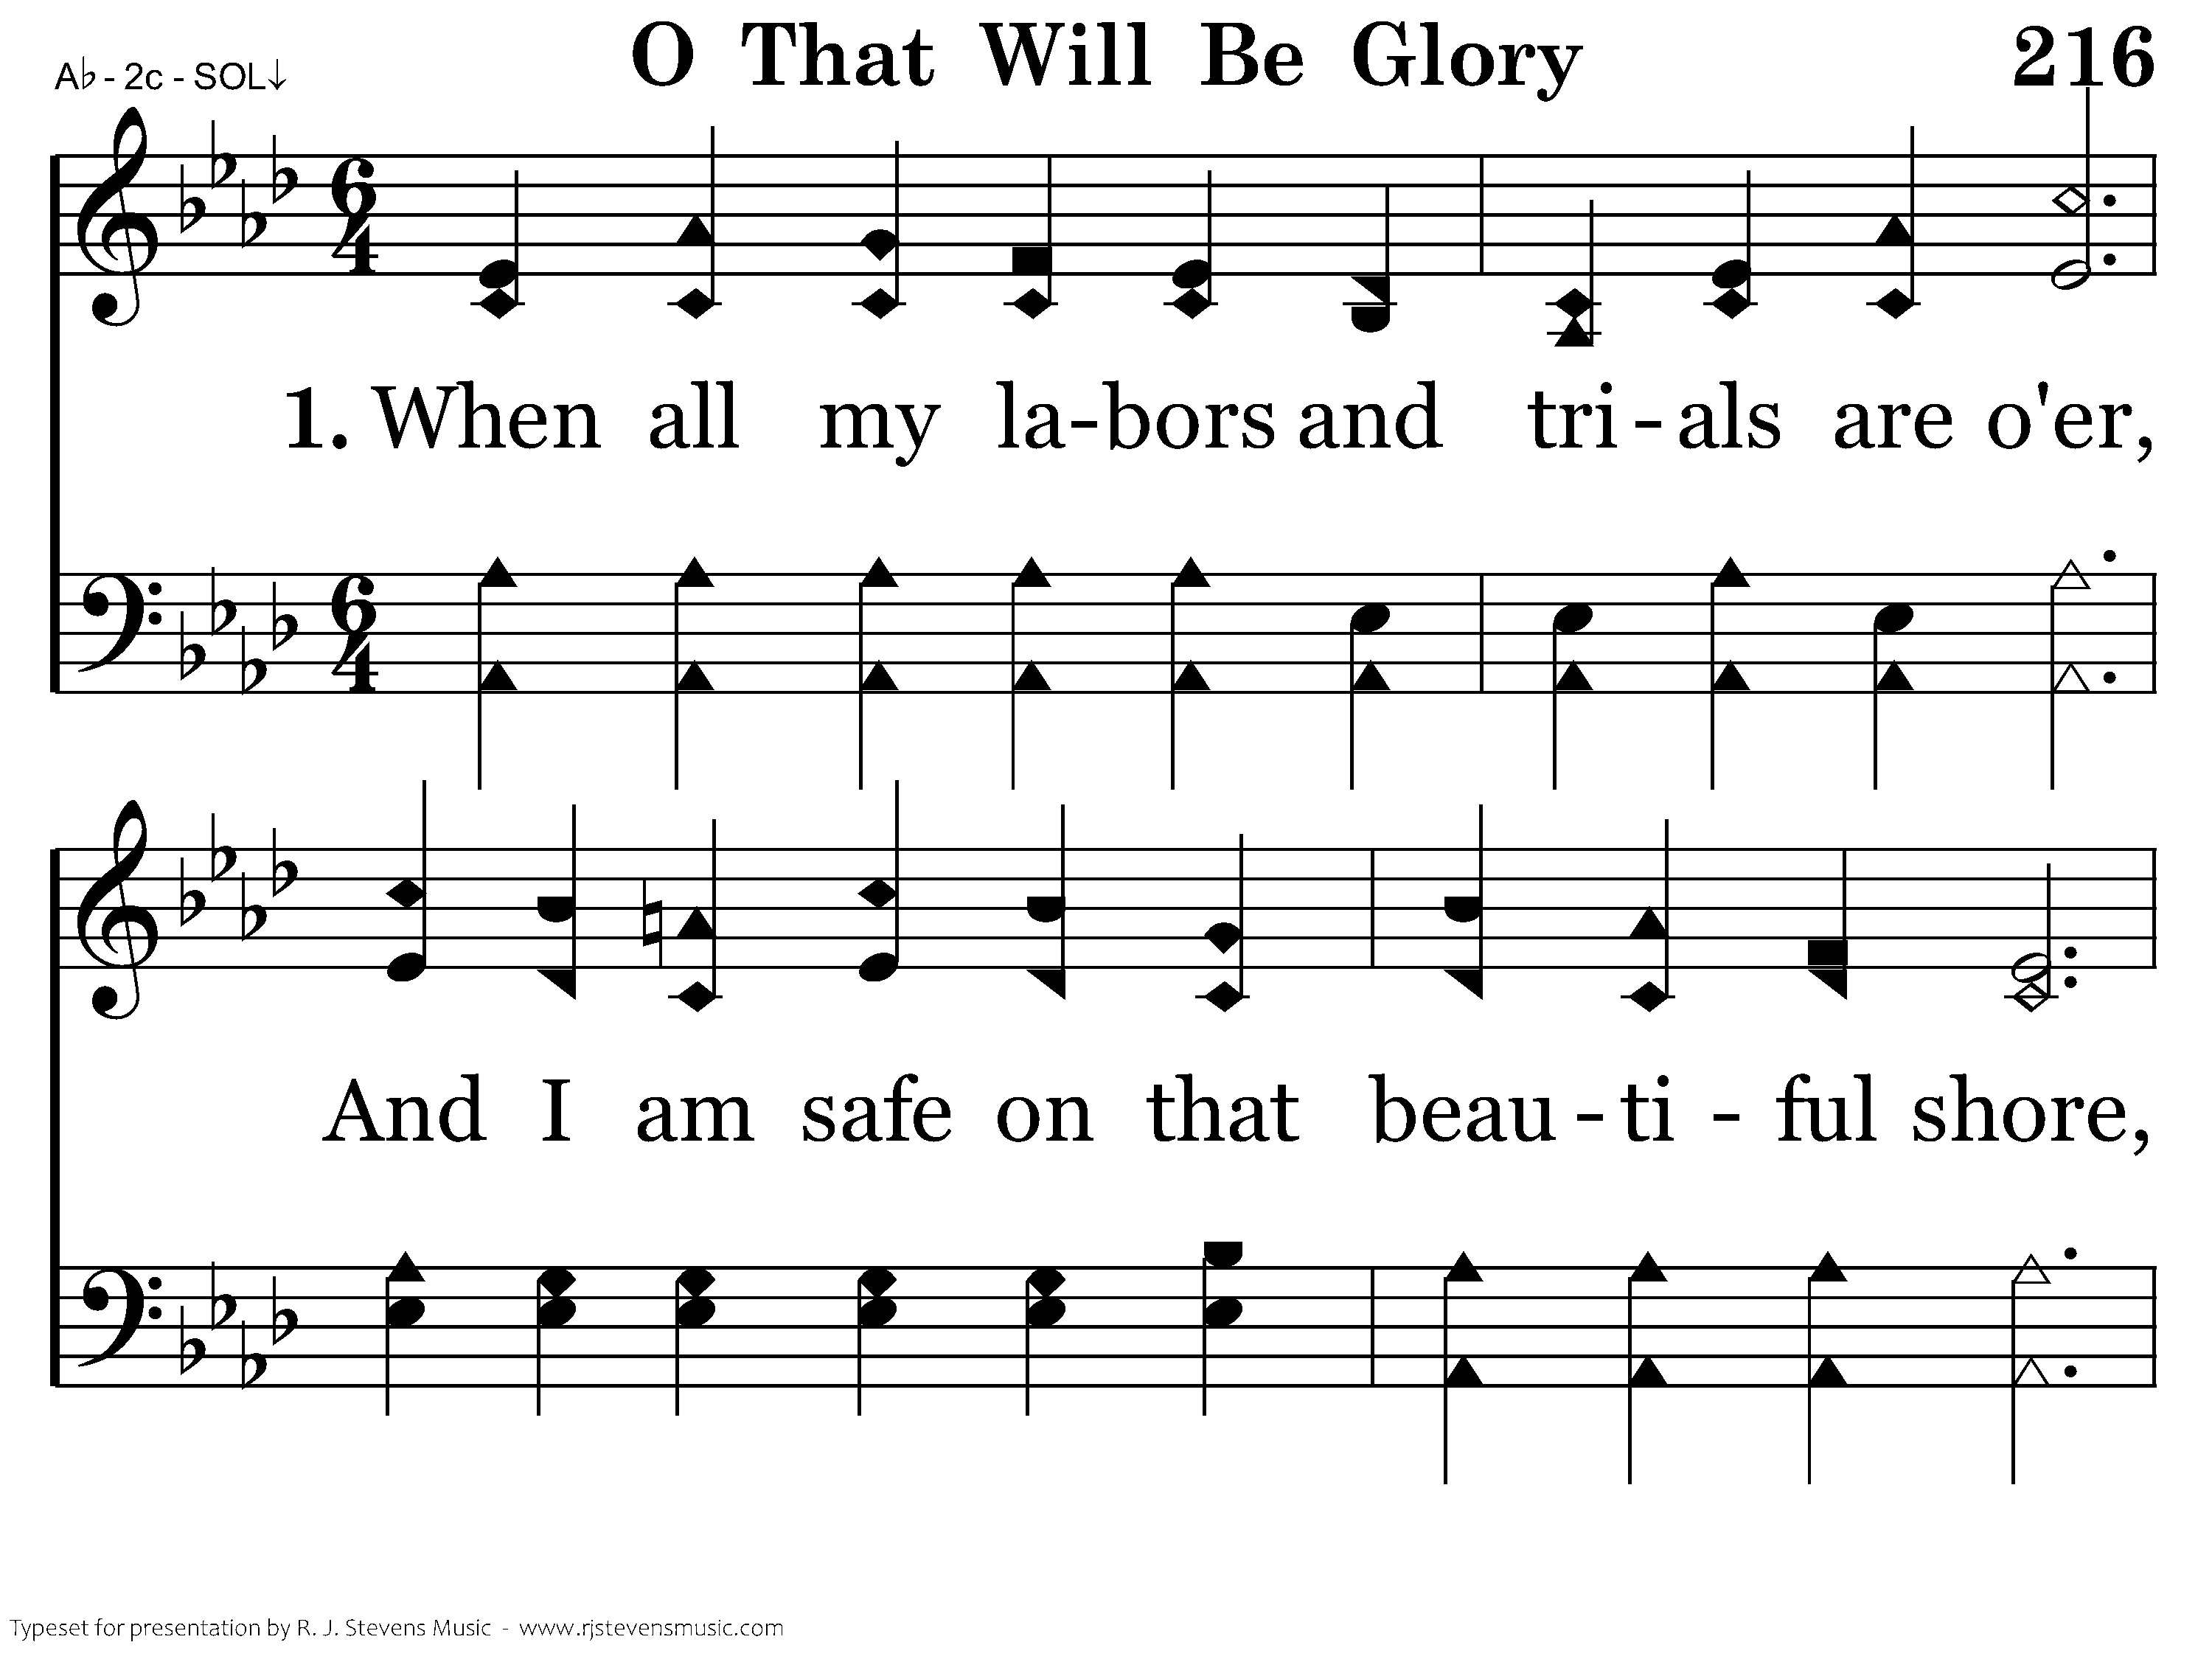 O That Will Be Glory 216
A♭ - 2c - SOL↓
1. When all my la-bors and tri - als are o'er,
And I am safe on that beau - ti - ful shore,
Typeset for presentation by R. J. Stevens Music - www.rjstevensmusic.com